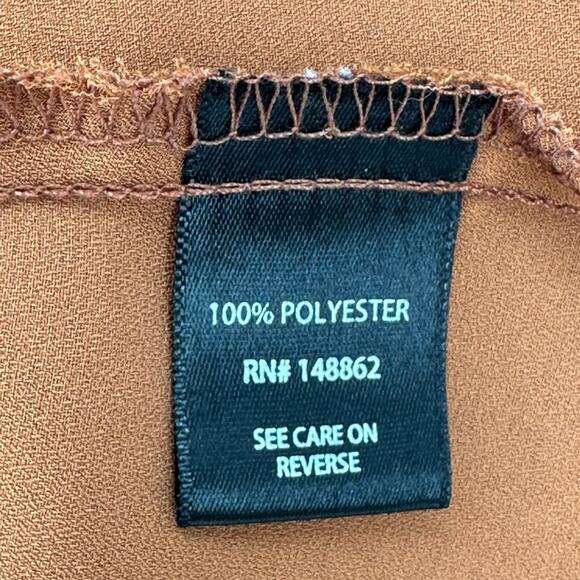 100% POLYESTER
RN# 148862
SEE CARE ON
REVERSE